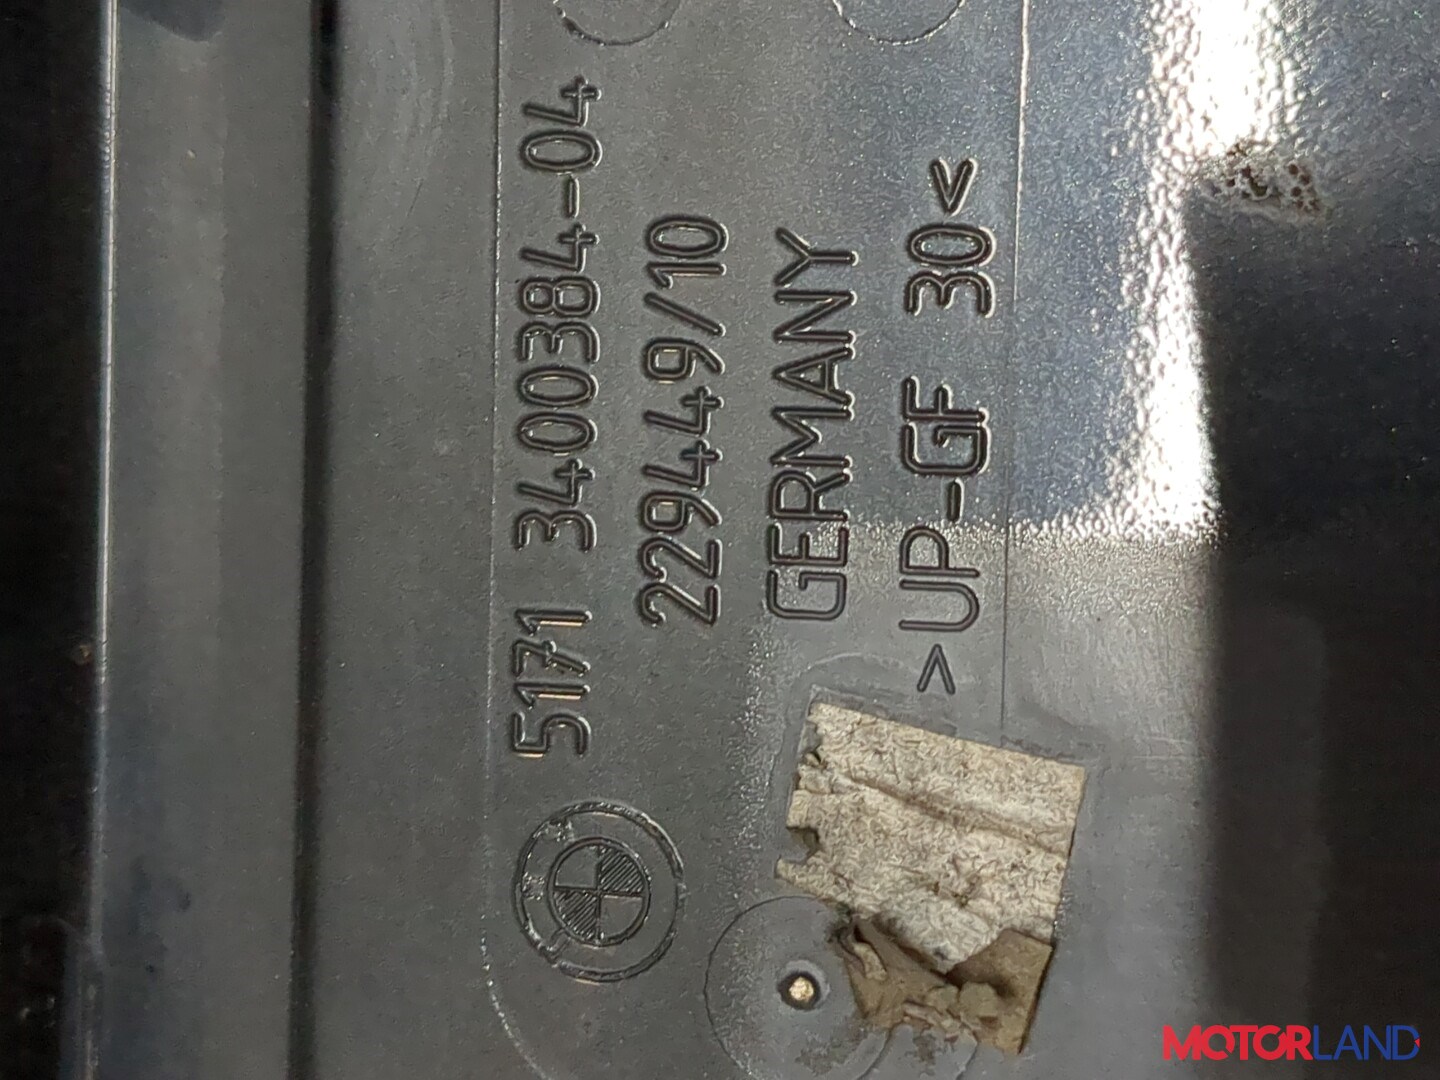 5171 3400384-04
229449/10
GERMANY
>UP-GF 30<
MOTORLAND